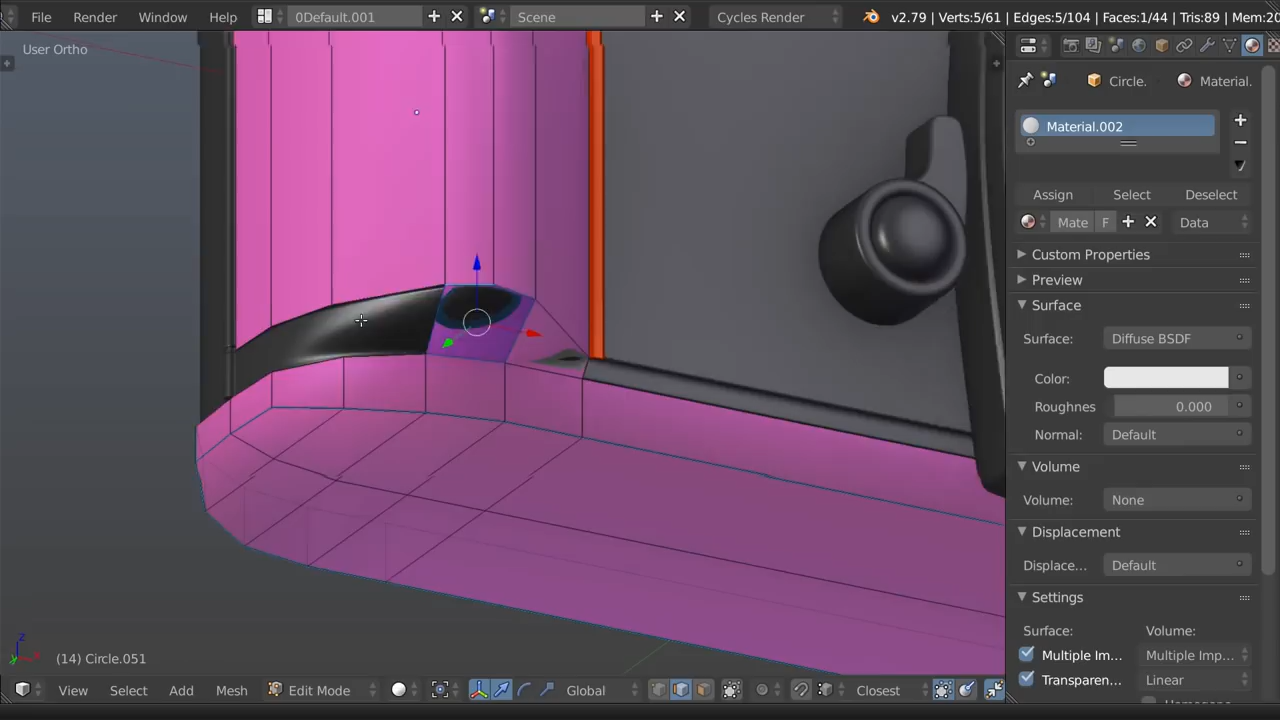 File Render Window Help 0Default.001 Scene Cycles Render v2.79 | Verts:5/61 | Edges:5/104 | Faces:1/44 | Tris:89 | Mem:20
User Ortho
Circle. Material.
Material.002
Assign Select Deselect
Mate F Data
Custom Properties
Preview
Surface
Surface: Diffuse BSDF
Color:
Roughnes 0.000
Normal: Default
Volume
Volume: None
Displacement
Displace... Default
Settings
Surface: Volume:
Multiple Im... Multiple Imp...
Transparen... Linear
z
(14) Circle.051
View Select Add Mesh Edit Mode Global Closest